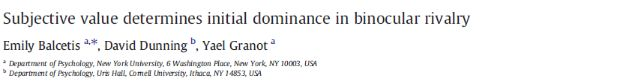 Subjective value determines initial dominance in binocular rivalry
Emily Balcetis a,*, David Dunning b, Yael Granot a
a Department of Psychology, New York University, 6 Washington Place, New York, NY 10003, USA
b Department of Psychology, Uris Hall, Cornell University, Ithaca, NY 14853, USA